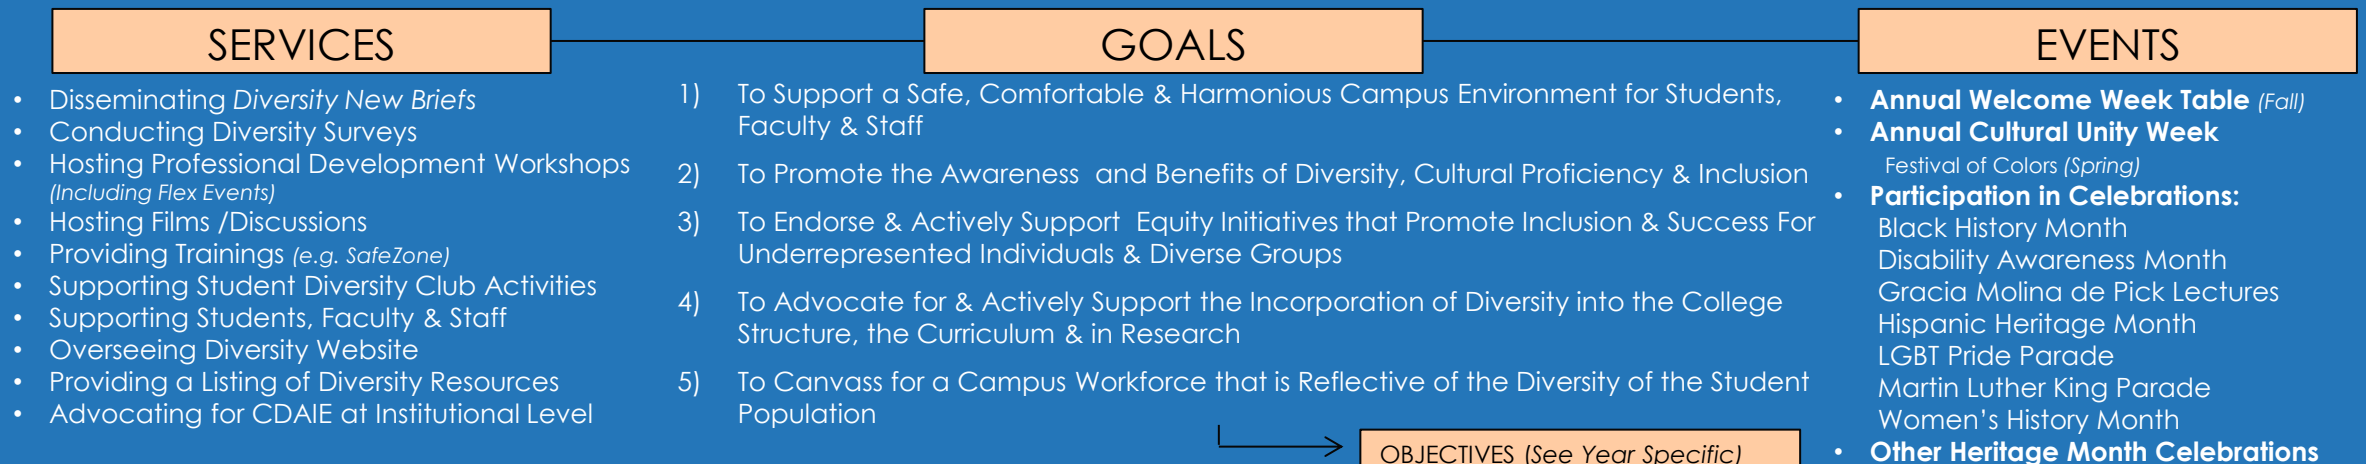 SERVICES
• Disseminating Diversity New Briefs
• Conducting Diversity Surveys
• Hosting Professional Development Workshops
(Including Flex Events)
• Hosting Films /Discussions
• Providing Trainings (e.g. SafeZone)
• Supporting Student Diversity Club Activities
• Supporting Students, Faculty & Staff
• Overseeing Diversity Website
• Providing a Listing of Diversity Resources
• Advocating for CDAIE at Institutional Level
GOALS
1) To Support a Safe, Comfortable & Harmonious Campus Environment for Students,
Faculty & Staff
2) To Promote the Awareness and Benefits of Diversity, Cultural Proficiency & Inclusion
3) To Endorse & Actively Support Equity Initiatives that Promote Inclusion & Success For
Underrepresented Individuals & Diverse Groups
4) To Advocate for & Actively Support the Incorporation of Diversity into the College
Structure, the Curriculum & in Research
5) To Canvass for a Campus Workforce that is Reflective of the Diversity of the Student
Population
OBJECTIVES (See Year Specific)
EVENTS
• Annual Welcome Week Table (Fall)
• Annual Cultural Unity Week
Festival of Colors (Spring)
• Participation in Celebrations:
Black History Month
Disability Awareness Month
Gracia Molina de Pick Lectures
Hispanic Heritage Month
LGBT Pride Parade
Martin Luther King Parade
Women's History Month
• Other Heritage Month Celebrations